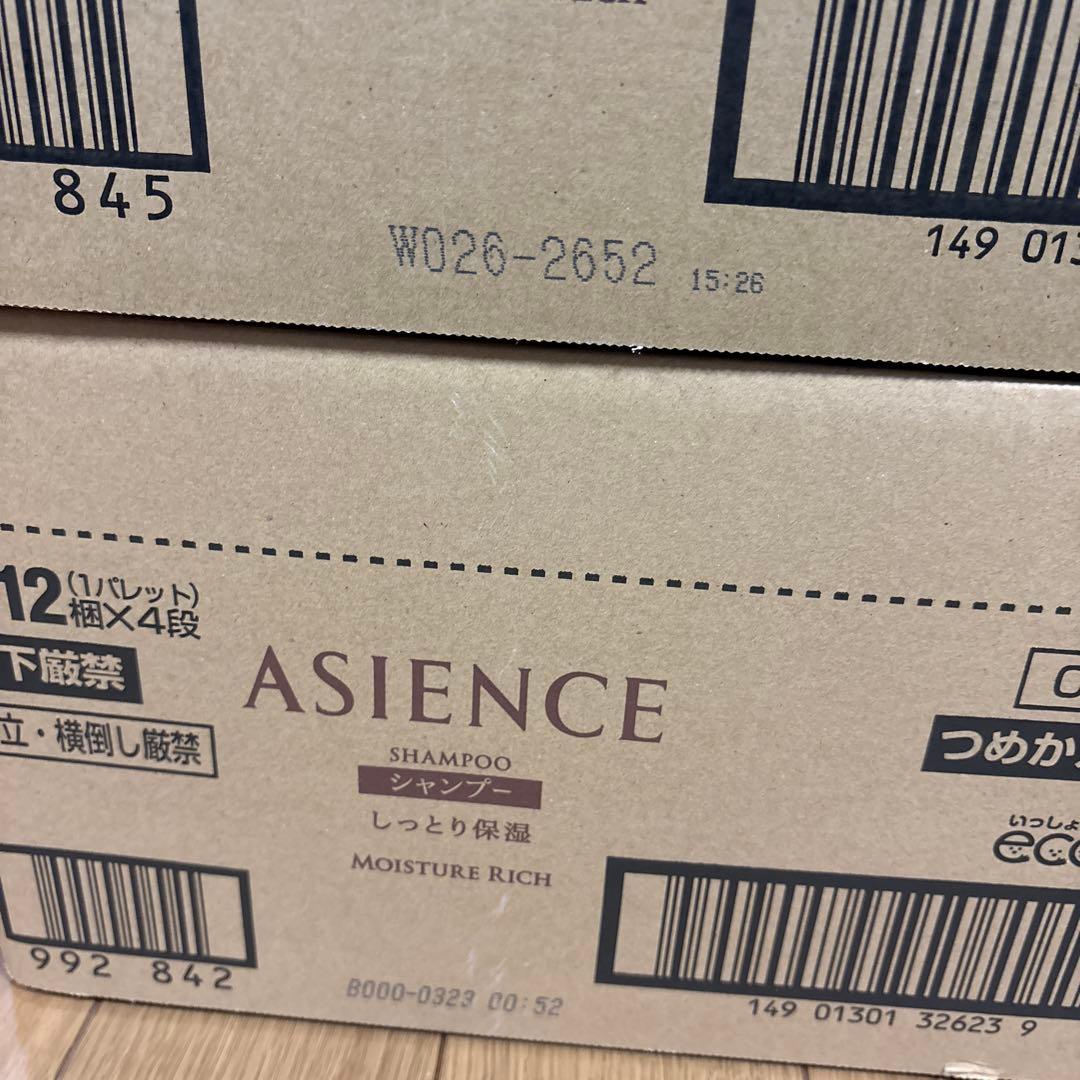 845
W026-2652 15:26
149 013
12(1パレット)
梱×4段
下厳禁
立・横倒し厳禁
ASIENCE
SHAMPOO
シャンプー
しっとり保湿
MOISTURE RICH
つめか
いっしょ
eco
992 842
B000-0323 00:52
149 01301 32623 9